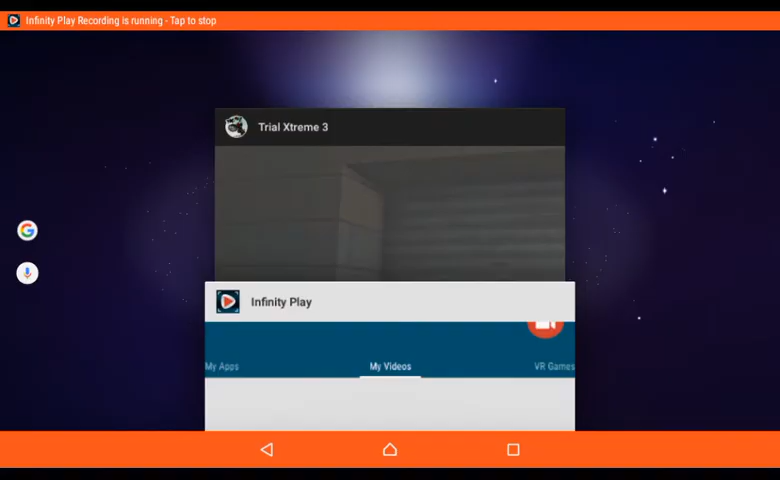 Infinity Play Recording is running - Tap to stop
Trial Xtreme 3
Infinity Play
My Apps
My Videos
VR Games